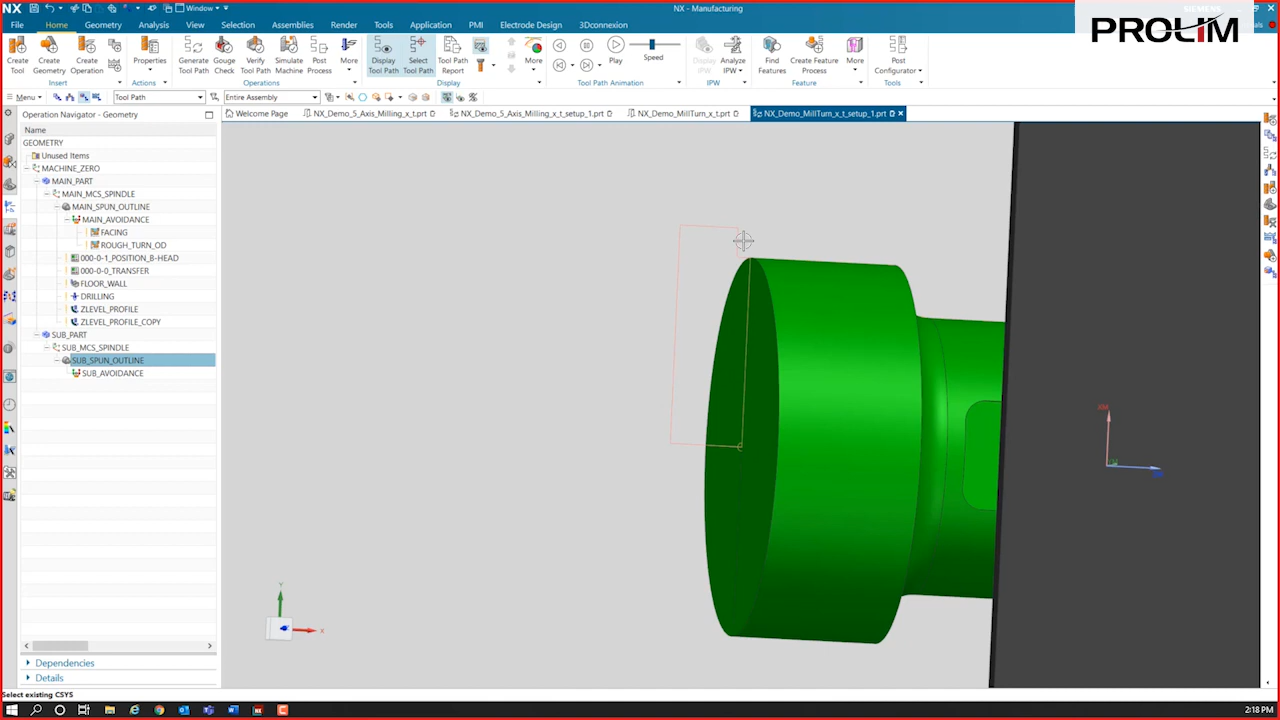 NX
Window
NX - Manufacturing
SIEMENS
PROLIM
File Home Geometry Analysis View Selection Assemblies Render Tools Application PMI Electrode Design 3Dconnexion
Create Tool
Create Geometry
Create Operation
Properties
Generate Tool Path
Gouge Check
Verify Tool Path
Simulate Machine
Post Process
More
Display Tool Path
Select Tool Path
Tool Path Report
More
Play
Speed
Display IPW
Analyze IPW
Find Features
Create Feature Process
More
Post Configurator
Insert Actions Operations Display Tool Path Animation IPW Feature Tools
Menu Tool Path Entire Assembly
Operation Navigator - Geometry
Welcome Page NX_Demo_5_Axis_Milling_x_t.prt NX_Demo_5_Axis_Milling_x_t_setup_1.prt NX_Demo_MillTurn_x_t.prt NX_Demo_MillTurn_x_t_setup_1.prt
Name
GEOMETRY
Unused Items
MACHINE_ZERO
MAIN_PART
MAIN_MCS_SPINDLE
MAIN_SPUN_OUTLINE
MAIN_AVOIDANCE
FACING
ROUGH_TURN_OD
000-0-1_POSITION_B-HEAD
000-0-0_TRANSFER
FLOOR_WALL
DRILLING
ZLEVEL_PROFILE
ZLEVEL_PROFILE_COPY
SUB_PART
SUB_MCS_SPINDLE
SUB_SPUN_OUTLINE
SUB_AVOIDANCE
XM
Y
X
Dependencies
Details
Select existing CSYS
2:18 PM